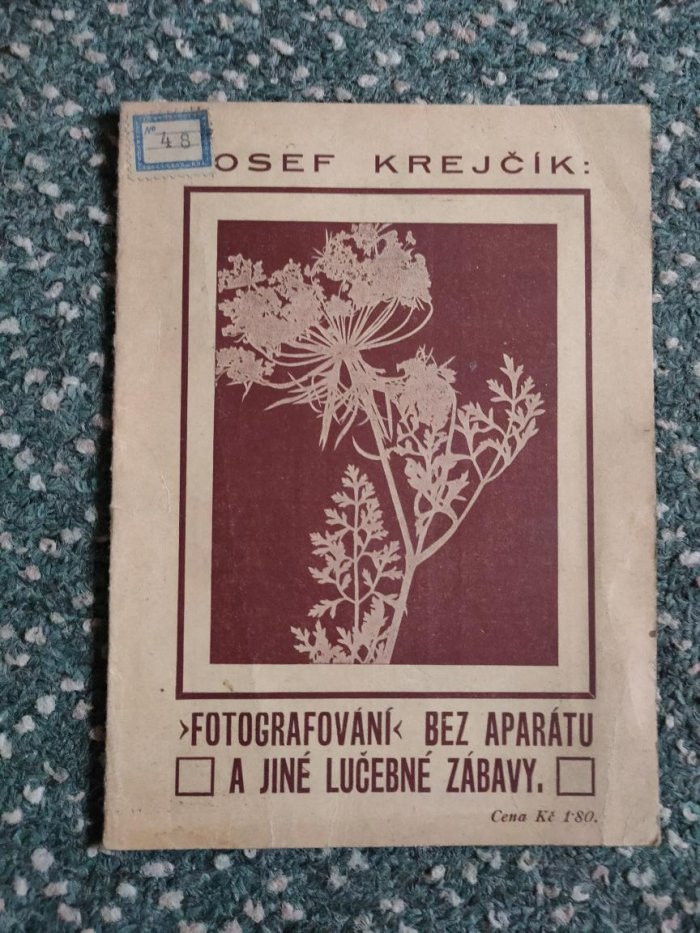 Nº
48
OSEF KREJČÍK:
›FOTOGRAFOVÁNÍ‹ BEZ APARÁTU
A JINÉ LUČEBNÉ ZÁBAVY.
Cena Kč 1·80.